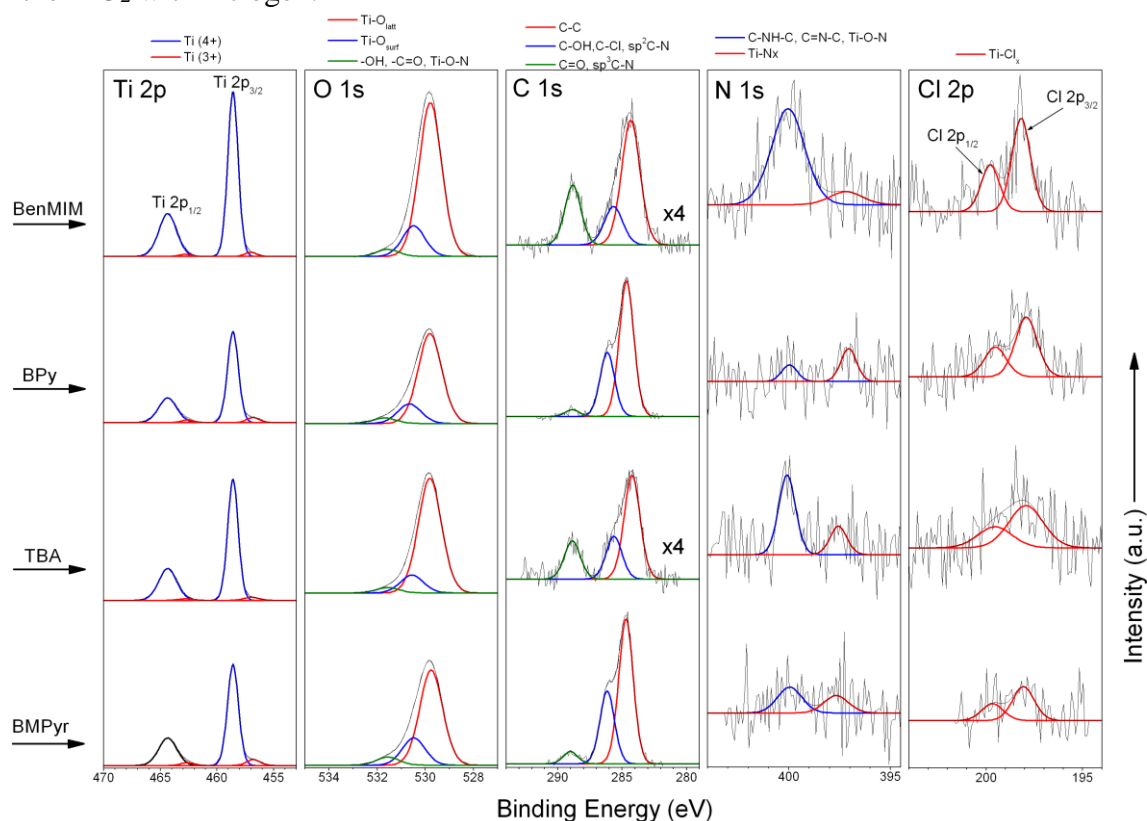 Ti (4+)
Ti (3+)
Ti-O_latt
Ti-O_surf
-OH, -C=O, Ti-O-N
C-C
C-OH,C-Cl, sp²C-N
C=O, sp³C-N
C-NH-C, C=N-C, Ti-O-N
Ti-Nx
Ti-Clₓ
Ti 2p
Ti 2p₃/₂
Ti 2p₁/₂
O 1s
C 1s
x4
x4
N 1s
Cl 2p
Cl 2p₃/₂
Cl 2p₁/₂
BenMIM
BPy
TBA
BMPyr
470 465 460 455
534 532 530 528
290 285 280
400 395
200 195
Binding Energy (eV)
Intensity (a.u.)